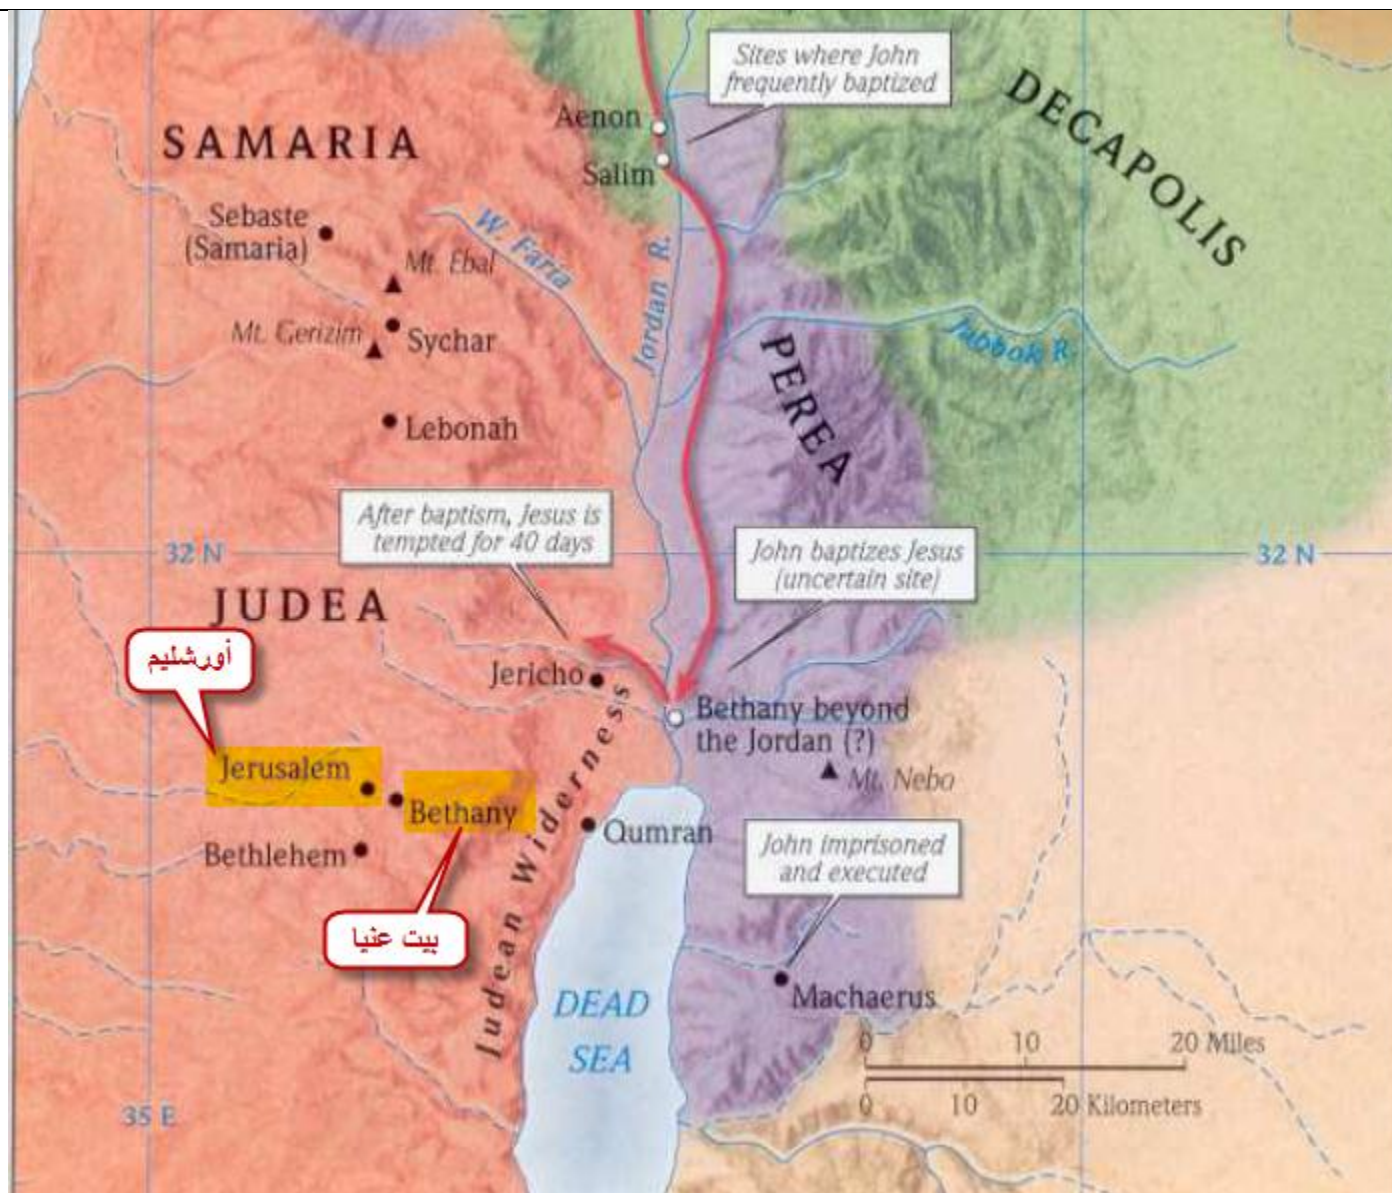 Sites where John
frequently baptized
DECAPOLIS
Aenon
SAMARIA
Salim
Sebaste
(Samaria)
W. Faria
Mt. Ebal
Jordan R.
Mt. Gerizim
Sychar
Jabbok R.
PEREA
Lebonah
After baptism, Jesus is
tempted for 40 days
32 N
John baptizes Jesus
(uncertain site)
32 N
JUDEA
أورشليم
Jericho
Bethany beyond
the Jordan (?)
Jerusalem
Mt. Nebo
Bethany
Judean Wilderness
Qumran
Bethlehem
John imprisoned
and executed
بيت عنيا
DEAD
SEA
Machaerus
0 10 20 Miles
0 10 20 Kilometers
35 E